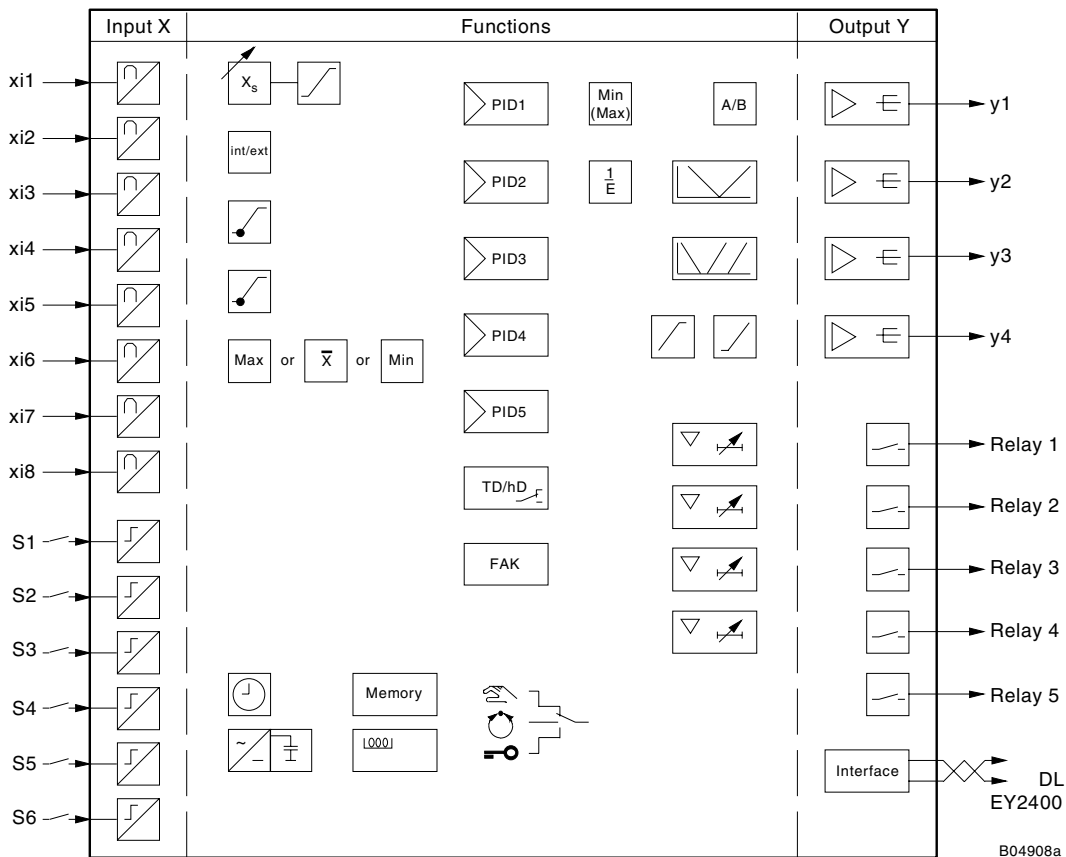 Input X
Functions
Output Y
xi1
xi2
xi3
xi4
xi5
xi6
xi7
xi8
S1
S2
S3
S4
S5
S6
Xs
int/ext
Max or X̄ or Min
PID1
PID2
PID3
PID4
PID5
TD/hD
FAK
Min
(Max)
A/B
1
E
Memory
000
y1
y2
y3
y4
Relay 1
Relay 2
Relay 3
Relay 4
Relay 5
Interface
DL
EY2400
B04908a